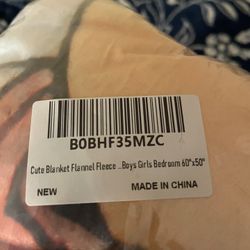 B0BHF35MZC
Cute Blanket Flannel Fleece ...Boys Girls Bedroom 60"x50"
NEW MADE IN CHINA